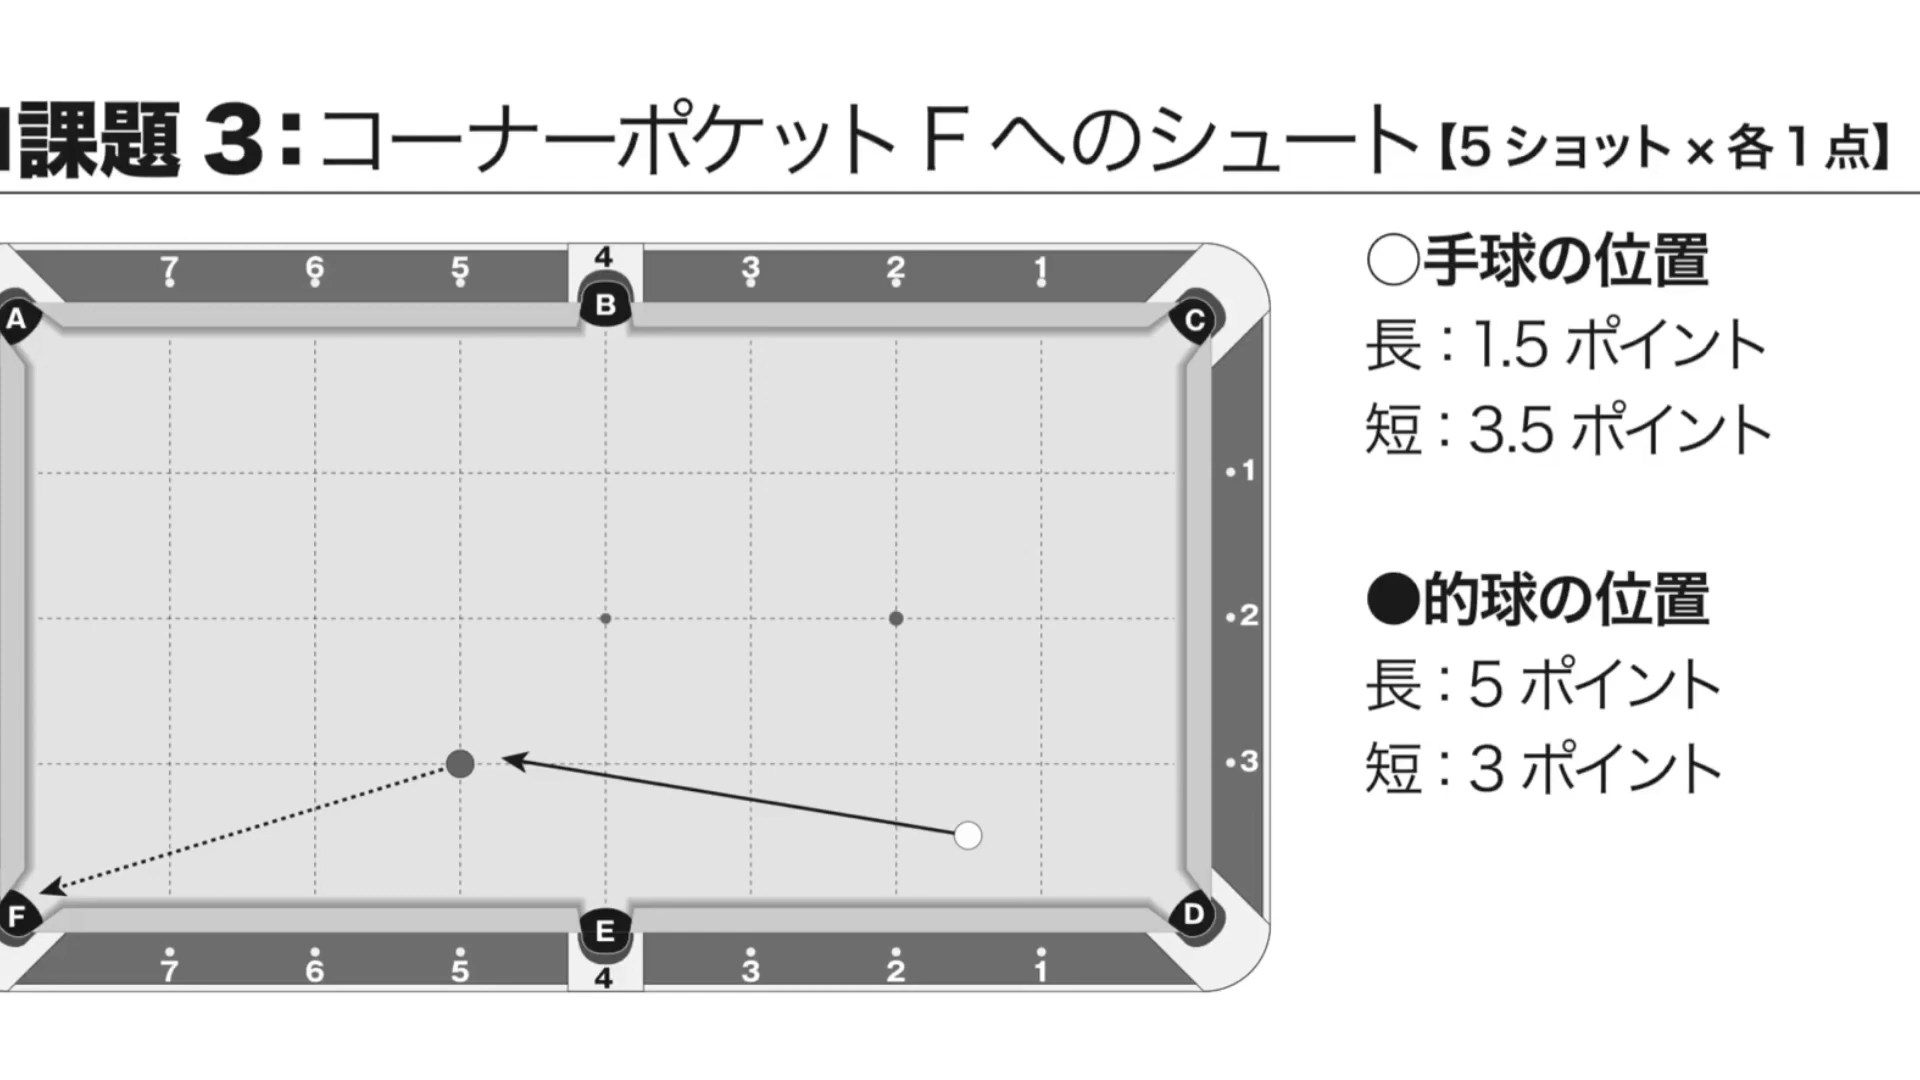 課題 3：コーナーポケット F へのシュート【5 ショット × 各 1 点】
7 6 5 4 3 2 1
A B C
1
2
3
F E D
7 6 5 4 3 2 1
○手球の位置
長：1.5 ポイント
短：3.5 ポイント
●的球の位置
長：5 ポイント
短：3 ポイント